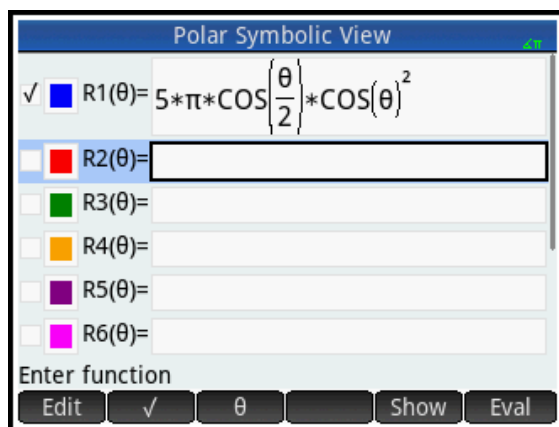 Polar Symbolic View
∡π
√ R1(θ)= 5*π*COS(θ/2)*COS(θ)²
R2(θ)=
R3(θ)=
R4(θ)=
R5(θ)=
R6(θ)=
Enter function
Edit √ θ Show Eval